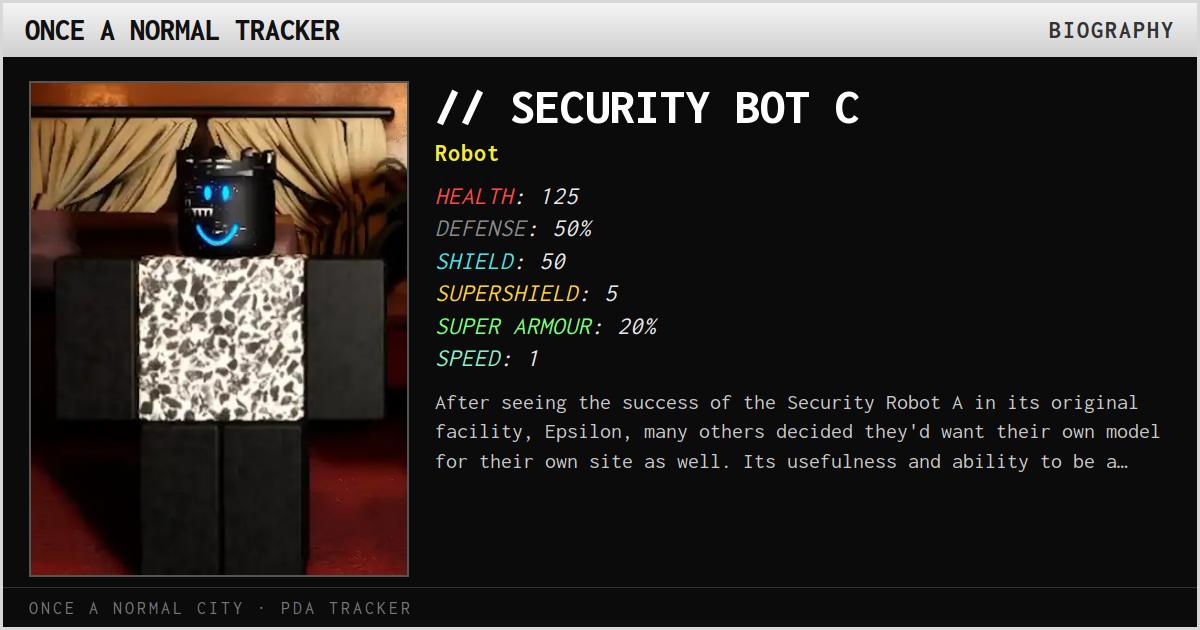 ONCE A NORMAL TRACKER
BIOGRAPHY
// SECURITY BOT C
Robot
HEALTH: 125
DEFENSE: 50%
SHIELD: 50
SUPERSHIELD: 5
SUPER ARMOUR: 20%
SPEED: 1
After seeing the success of the Security Robot A in its original
facility, Epsilon, many others decided they'd want their own model
for their own site as well. Its usefulness and ability to be a…
ONCE A NORMAL CITY · PDA TRACKER